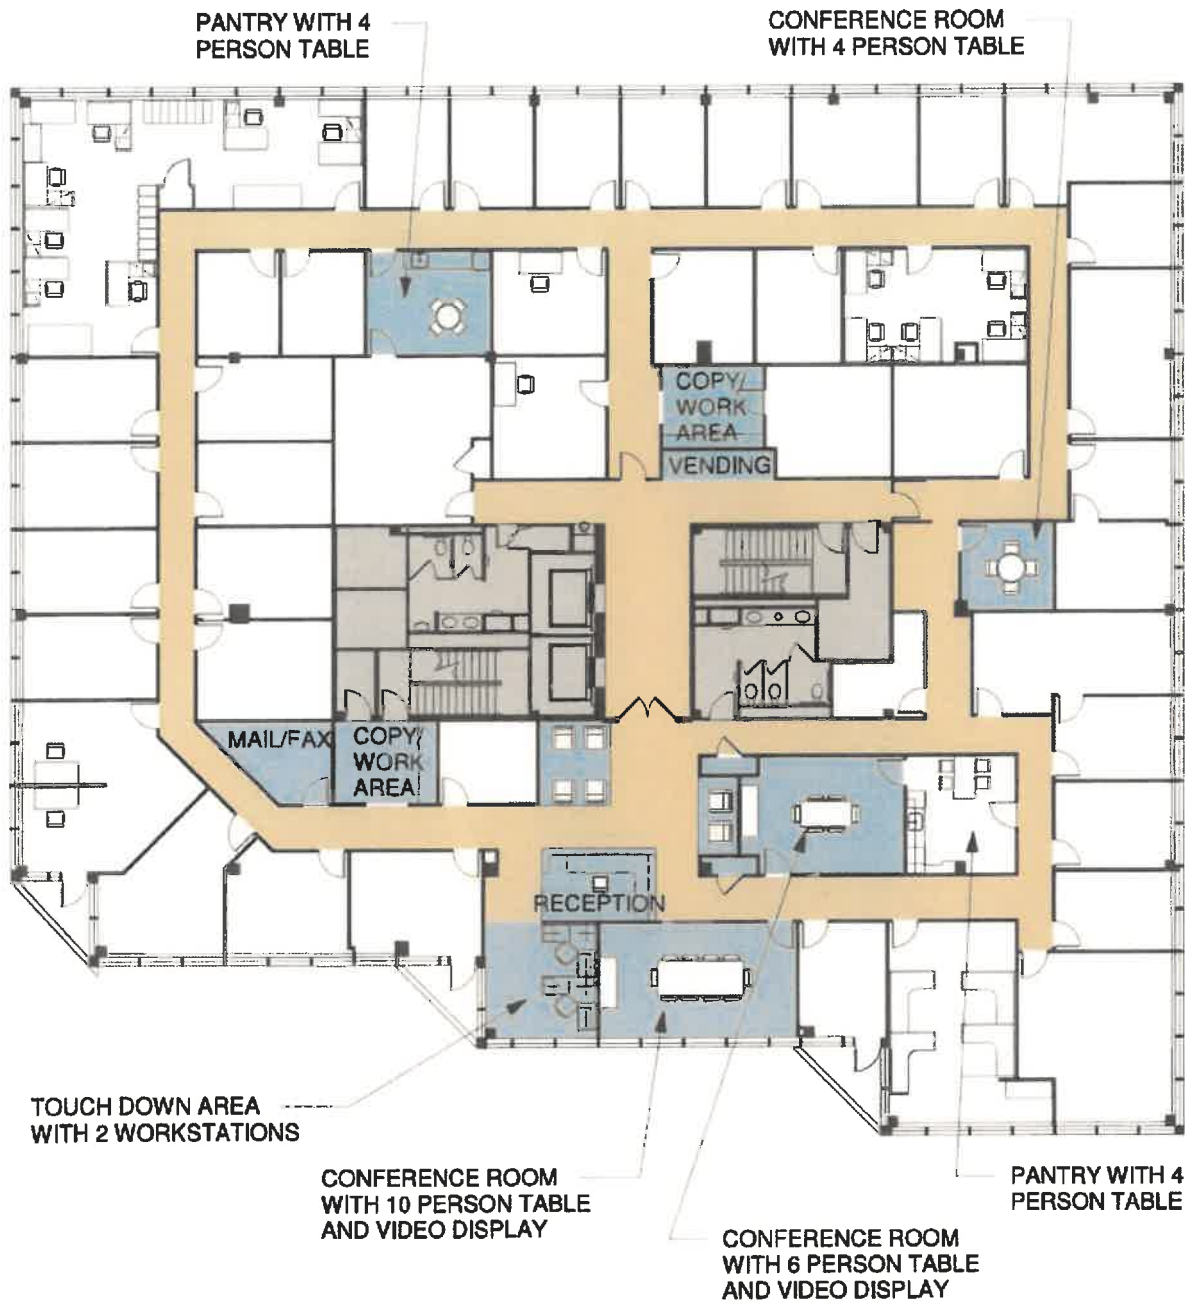 PANTRY WITH 4
PERSON TABLE
CONFERENCE ROOM
WITH 4 PERSON TABLE
COPY/
WORK
AREA
VENDING
MAIL/FAX
COPY/
WORK
AREA
RECEPTION
TOUCH DOWN AREA
WITH 2 WORKSTATIONS
CONFERENCE ROOM
WITH 10 PERSON TABLE
AND VIDEO DISPLAY
PANTRY WITH 4
PERSON TABLE
CONFERENCE ROOM
WITH 6 PERSON TABLE
AND VIDEO DISPLAY